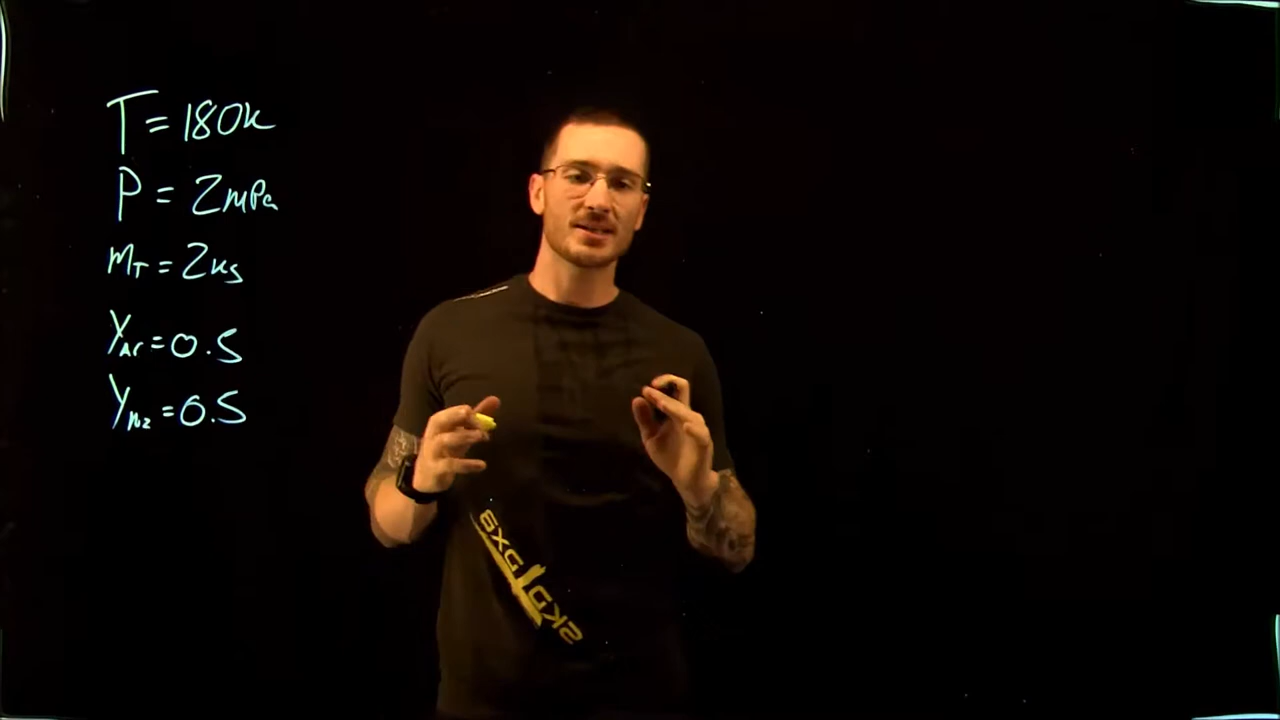 T = 180K
P = 2mPa
mT = 2kg
YAr = 0.5
YN2 = 0.5